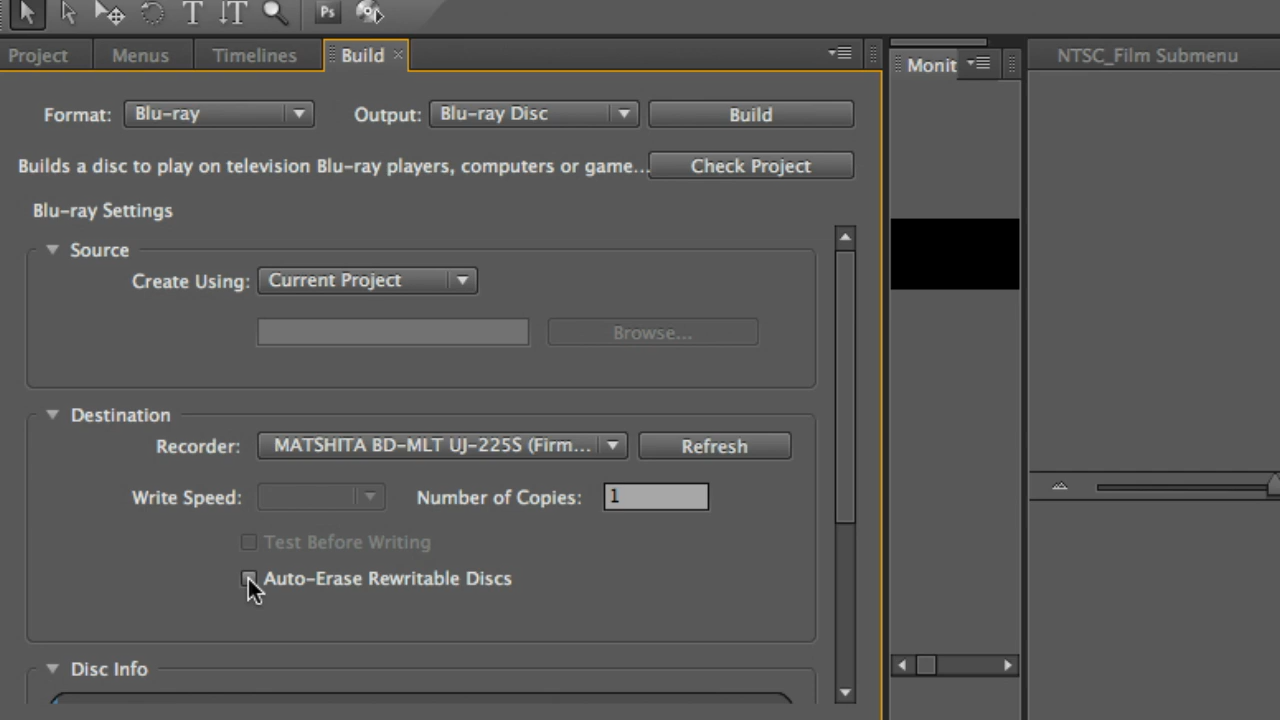 T IT Ps
Project Menus Timelines Build × Monit NTSC_Film Submenu
Format: Blu-ray Output: Blu-ray Disc Build
Builds a disc to play on television Blu-ray players, computers or game... Check Project
Blu-ray Settings
Source
Create Using: Current Project
Browse...
Destination
Recorder: MATSHITA BD-MLT UJ-225S (Firm... Refresh
Write Speed: Number of Copies: 1
Test Before Writing
Auto-Erase Rewritable Discs
Disc Info